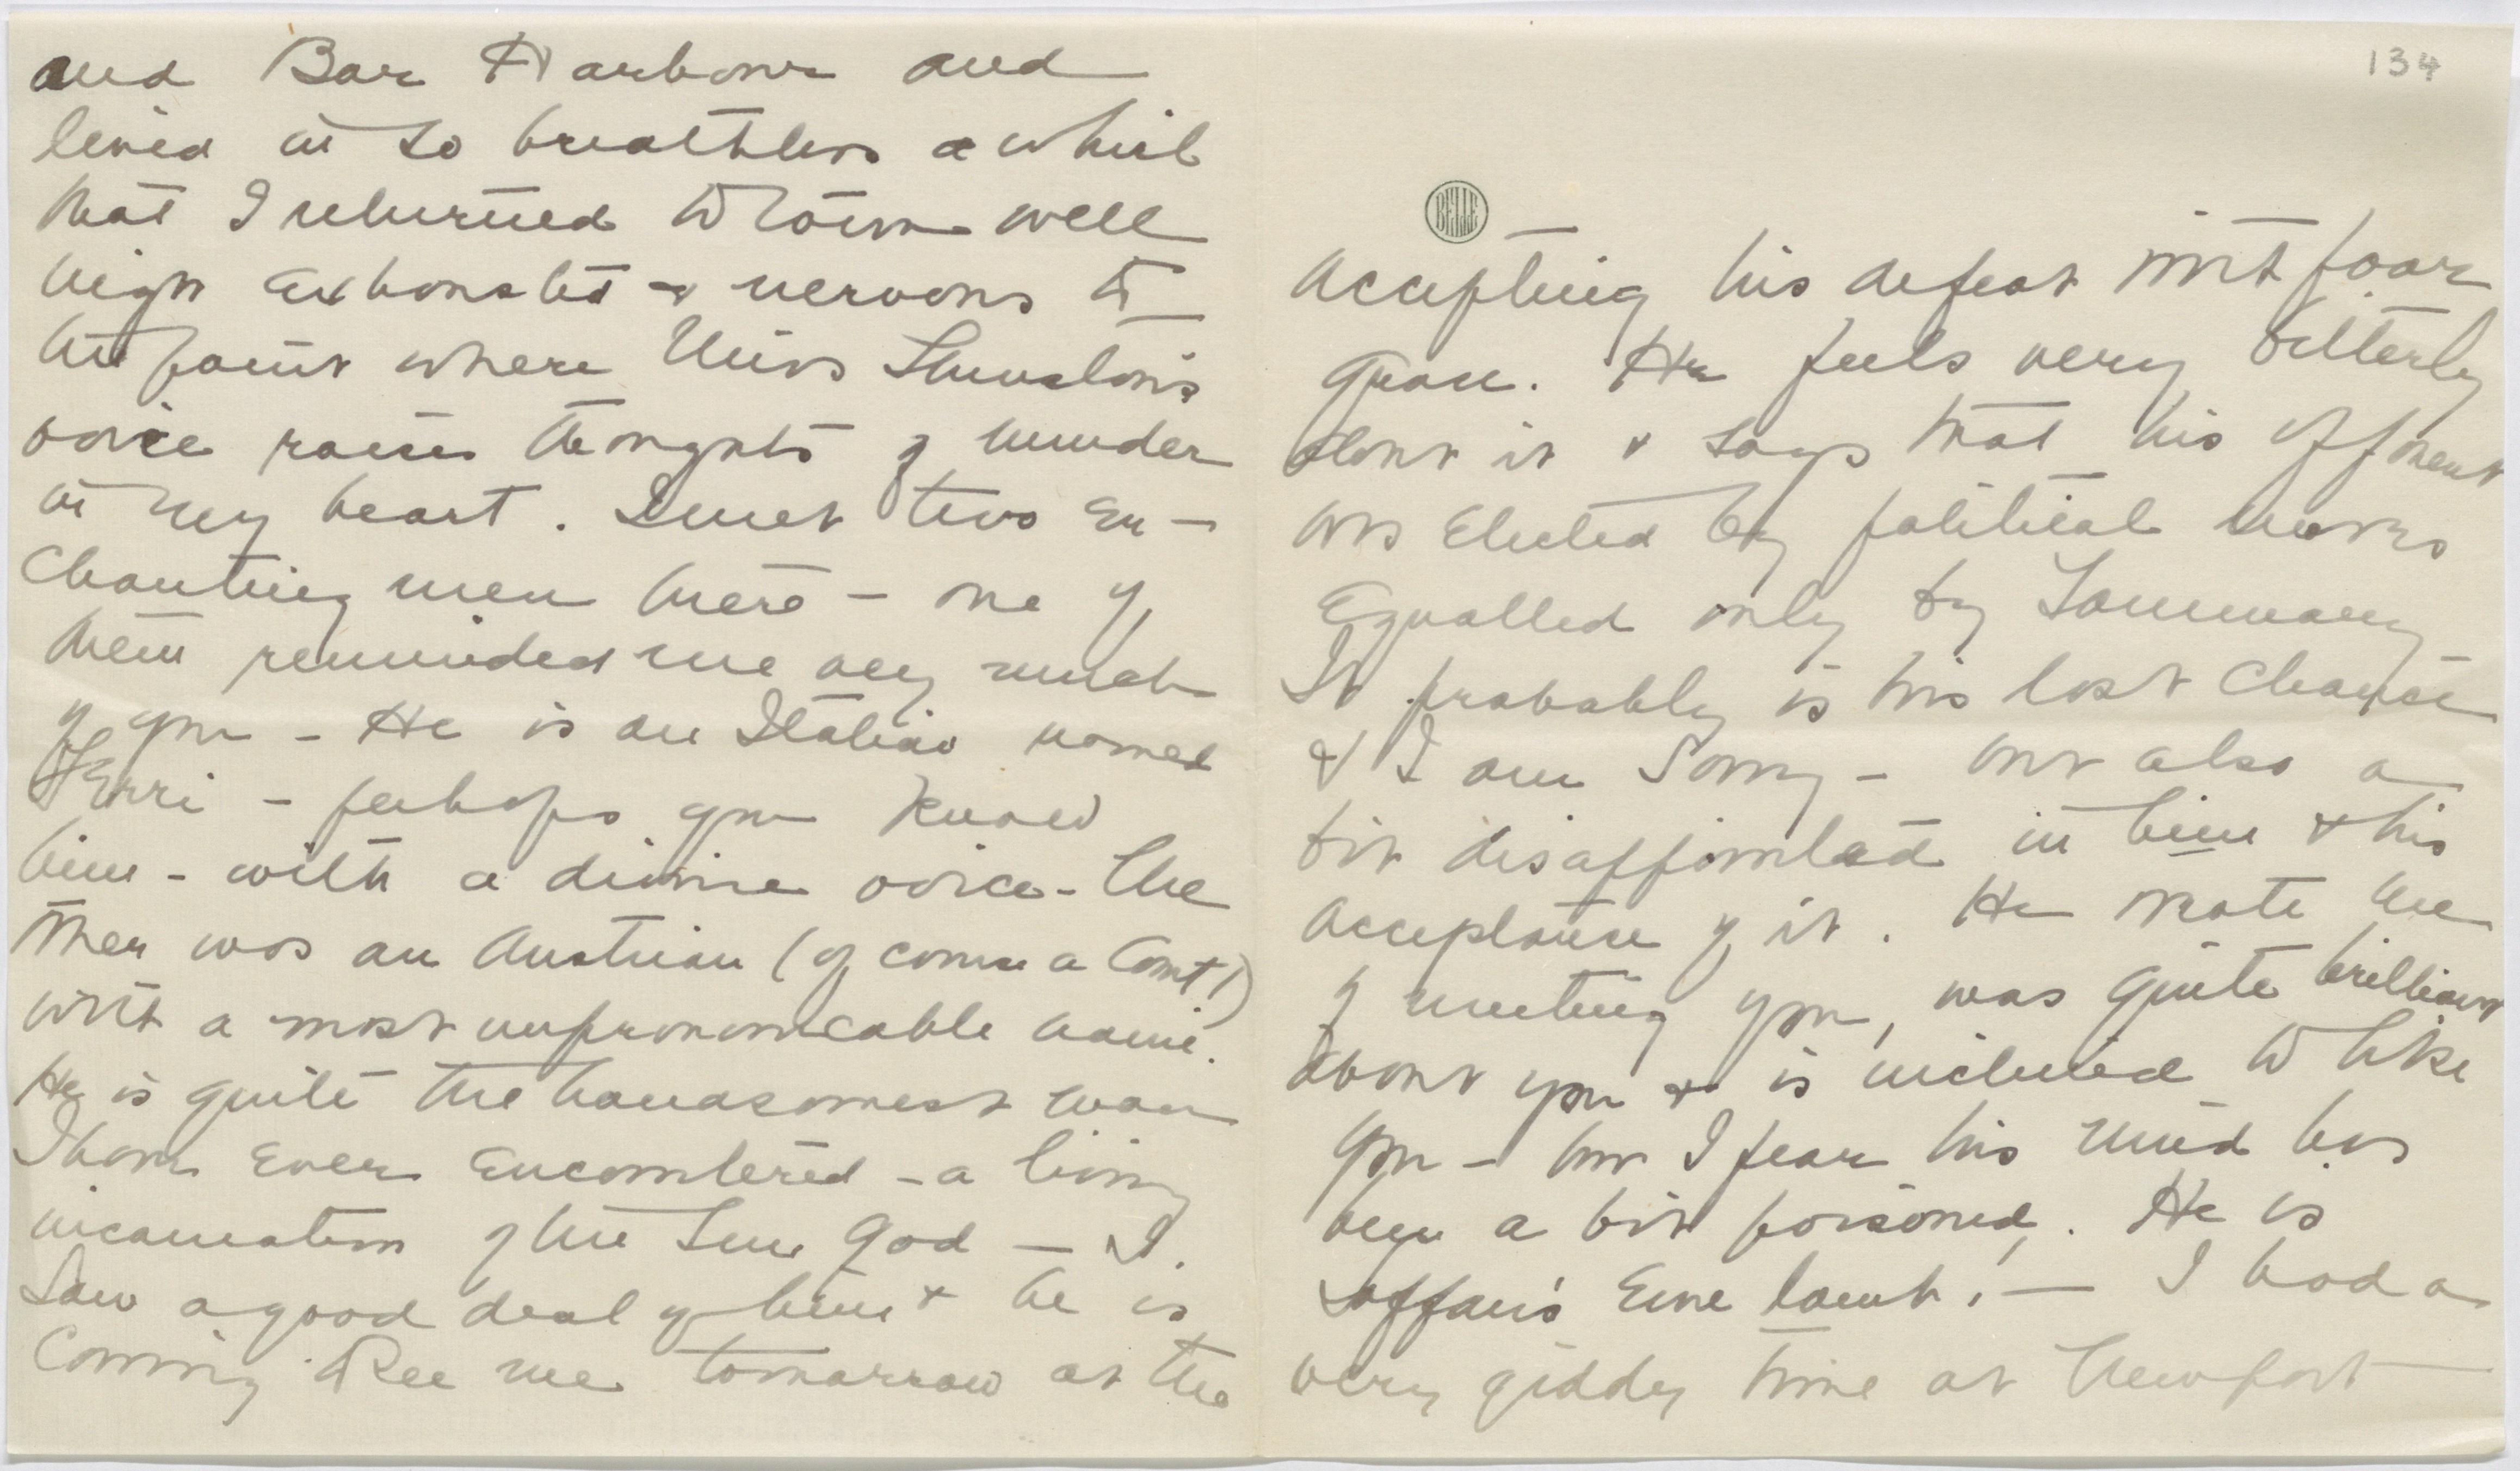 and Bar Harbour and
lived in so breathless a whirl
that I returned to town well
nigh exhausted & nervous to
the point where Miss Thurston's
voice raises thoughts of murder
in my heart. I met two en-
chanting men there - one of
them reminded me very much
of you - He is an Italian named
Ferri - perhaps you know
him - with a divine voice - the
other was an Austrian (of course a Count!)
with a most unpronounceable name.
He is quite the handsomest man
I have ever encountered - a living
incarnation of the Sun God - I
saw a good deal of him & he is
coming to see me tomorrow at the
134
BELLE
accepting his defeat with poor
grace. He feels very bitterly
about it & says that his opponent
was elected by political works
equalled only by Tammany
It probably is his last chance
& I am sorry - but also a
bit disappointed in him & his
acceptance of it. He wrote me
of meeting you, was quite brilliant
about you & is inclined to like
you - but I fear his mind has
been a bit poisoned. He is
Laffan's Ewe lamb! - I had a
very giddy time at Newport